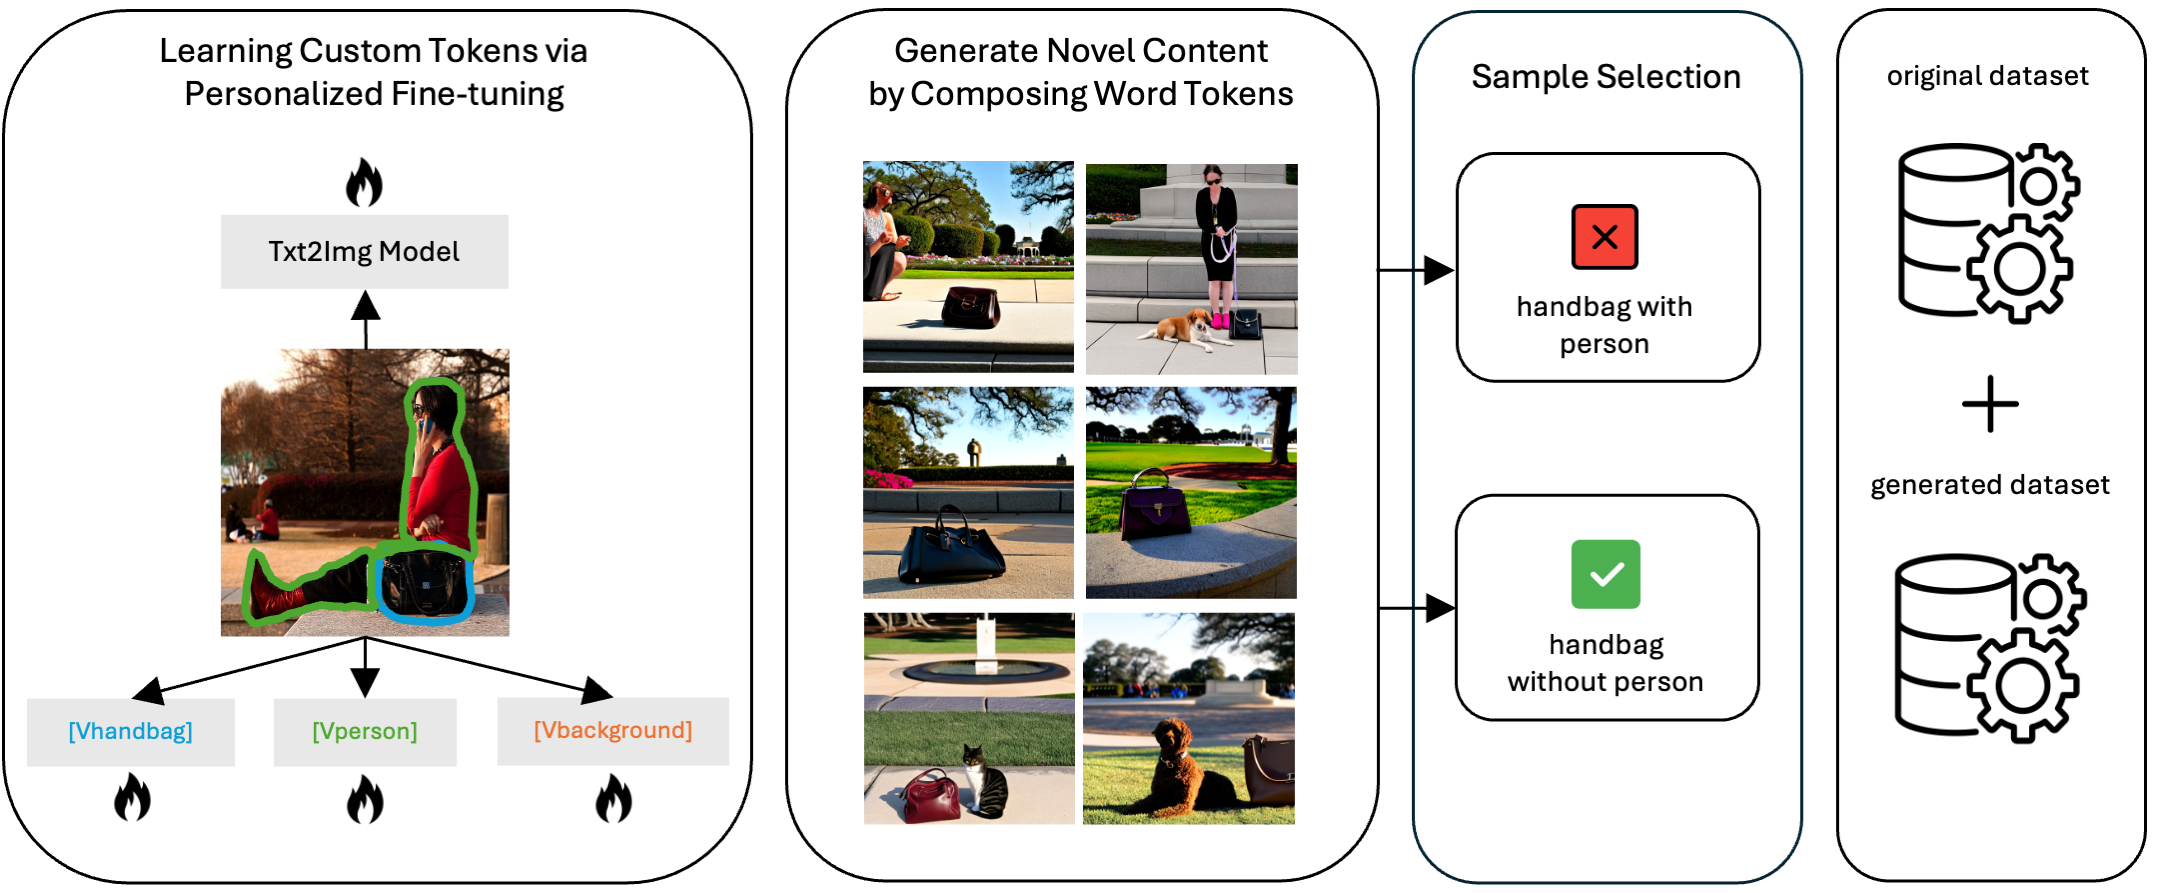 Learning Custom Tokens via
Personalized Fine-tuning
Txt2Img Model
[Vhandbag]
[Vperson]
[Vbackground]
Generate Novel Content
by Composing Word Tokens
Sample Selection
handbag with
person
handbag
without person
original dataset
generated dataset